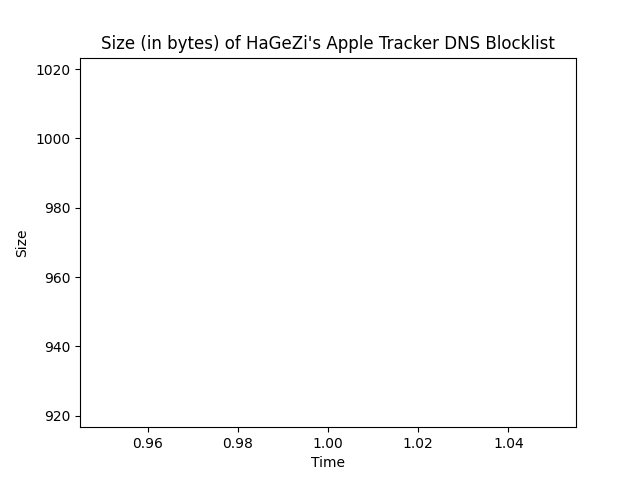 Size (in bytes) of HaGeZi's Apple Tracker DNS Blocklist
1020
1000
980
960
940
920
Size
0.96 0.98 1.00 1.02 1.04
Time